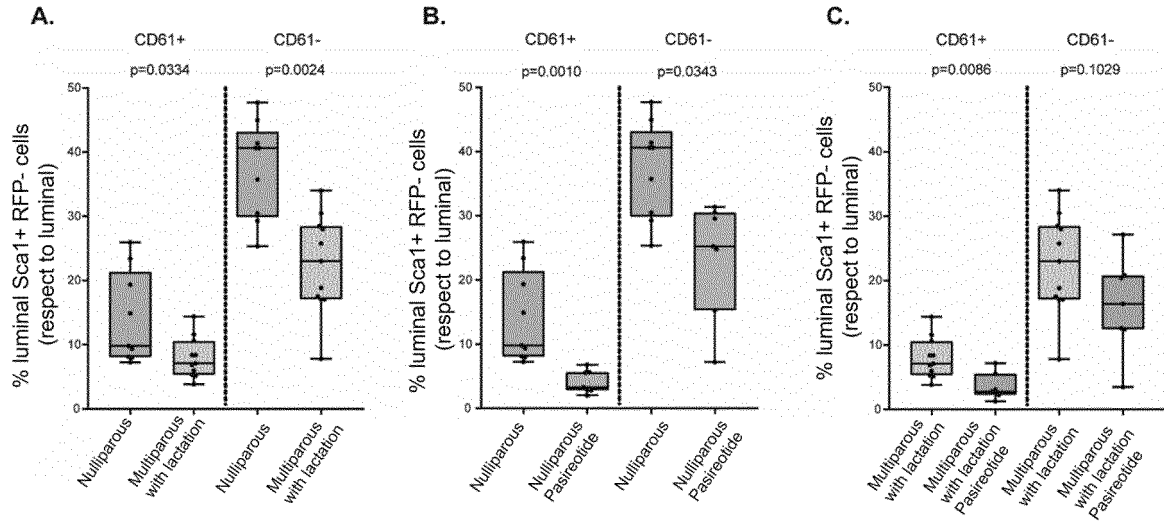 A.
CD61+ CD61-
p=0.0334 p=0.0024
% luminal Sca1+ RFP- cells
(respect to luminal)
50
40
30
20
10
0
Nulliparous
Multiparous
with lactation
Nulliparous
Multiparous
with lactation
B.
CD61+ CD61-
p=0.0010 p=0.0343
% luminal Sca1+ RFP- cells
(respect to luminal)
50
40
30
20
10
0
Nulliparous
Nulliparous
Pasireotide
Nulliparous
Nulliparous
Pasireotide
C.
CD61+ CD61-
p=0.0086 p=0.1029
% luminal Sca1+ RFP- cells
(respect to luminal)
50
40
30
20
10
0
Multiparous
with lactation
Multiparous
with lactation
Pasireotide
Multiparous
with lactation
Multiparous
with lactation
Pasireotide